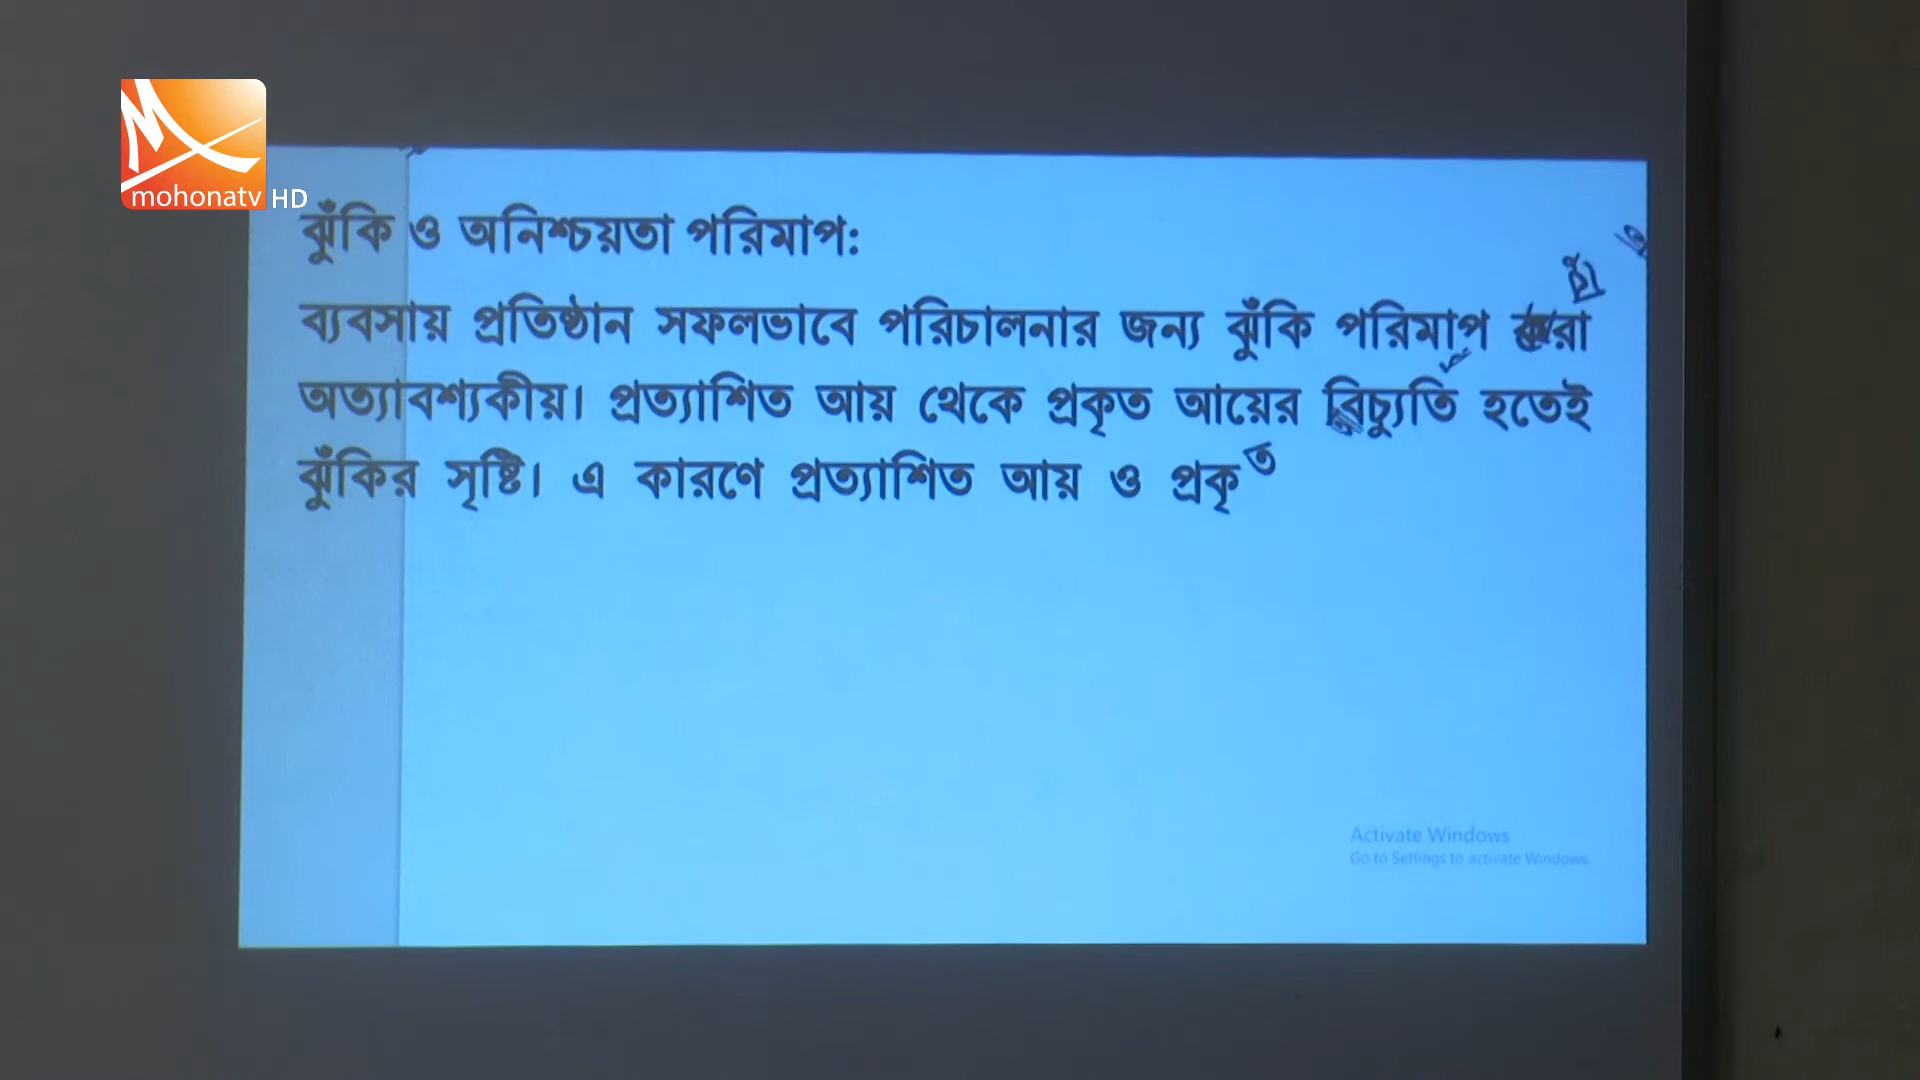 mohonatv HD
ঝুঁকি ও অনিশ্চয়তা পরিমাপ:
ব্যবসায় প্রতিষ্ঠান সফলভাবে পরিচালনার জন্য ঝুঁকি পরিমাপ করা
অত্যাবশ্যকীয়। প্রত্যাশিত আয় থেকে প্রকৃত আয়ের বিচ্যুতি হতেই
ঝুঁকির সৃষ্টি। এ কারণে প্রত্যাশিত আয় ও প্রকৃত
Activate Windows
Go to Settings to activate Windows.